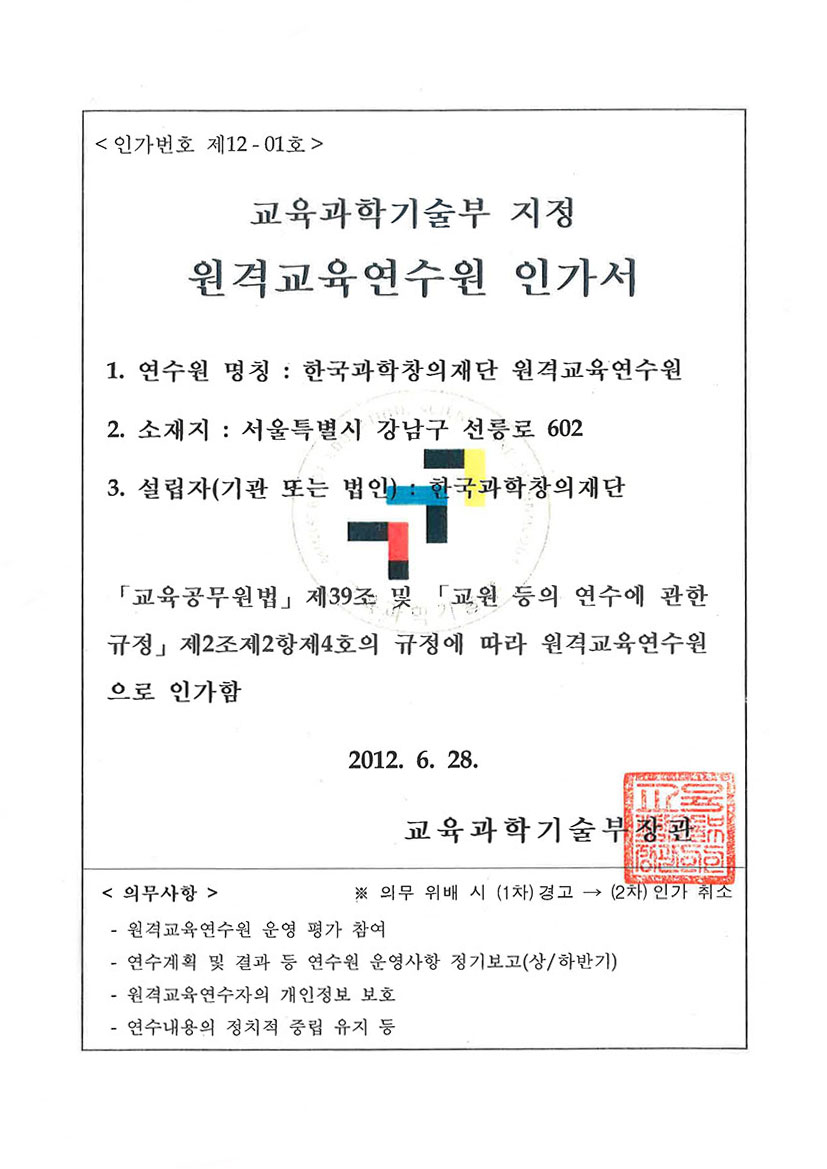 < 인가번호 제12 - 01호 >
교육과학기술부 지정
원격교육연수원 인가서
1. 연수원 명칭 : 한국과학창의재단 원격교육연수원
2. 소재지 : 서울특별시 강남구 선릉로 602
3. 설립자(기관 또는 법인) : 한국과학창의재단
「교육공무원법」제39조 및 「교원 등의 연수에 관한
규정」제2조제2항제4호의 규정에 따라 원격교육연수원
으로 인가함
2012. 6. 28.
교육과학기술부장관
< 의무사항 > ※ 의무 위배 시 (1차) 경고 → (2차) 인가 취소
- 원격교육연수원 운영 평가 참여
- 연수계획 및 결과 등 연수원 운영사항 정기보고(상/하반기)
- 원격교육연수자의 개인정보 보호
- 연수내용의 정치적 중립 유지 등